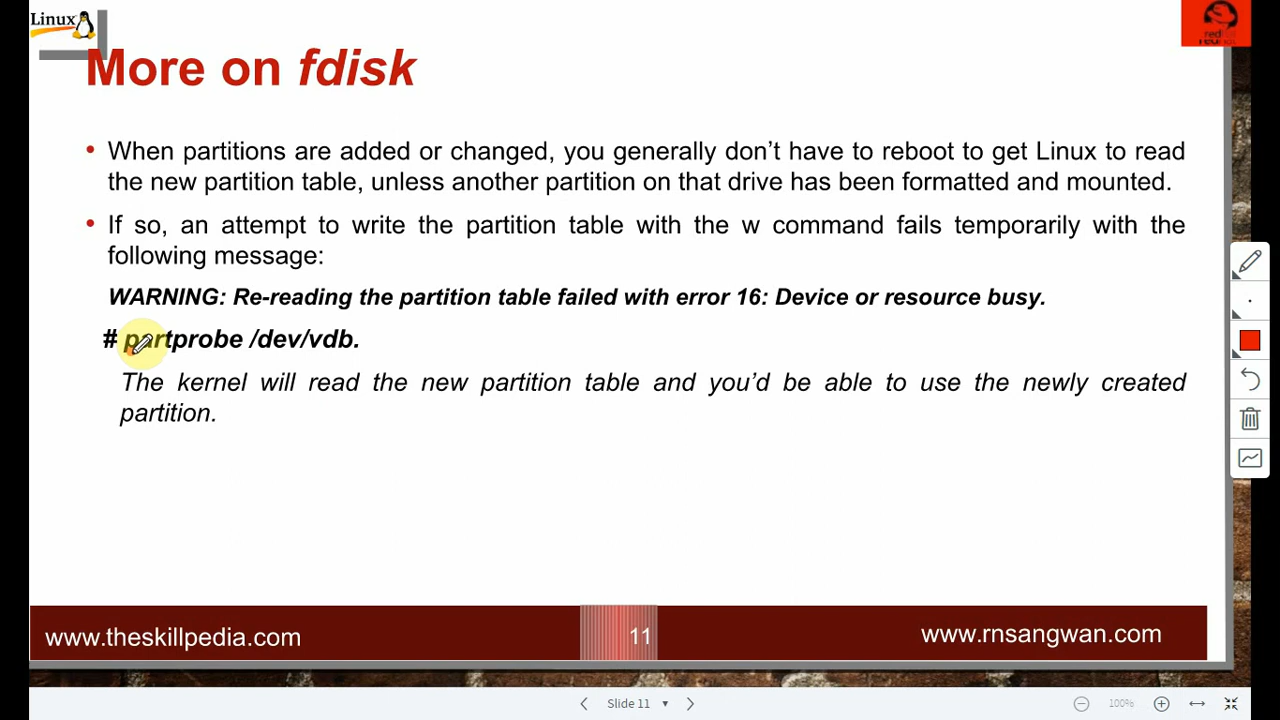 Linux
More on fdisk
• When partitions are added or changed, you generally don’t have to reboot to get Linux to read
the new partition table, unless another partition on that drive has been formatted and mounted.
• If so, an attempt to write the partition table with the w command fails temporarily with the
following message:
WARNING: Re-reading the partition table failed with error 16: Device or resource busy.
# partprobe /dev/vdb.
The kernel will read the new partition table and you’d be able to use the newly created
partition.
www.theskillpedia.com
11
www.rnsangwan.com
Slide 11
100%